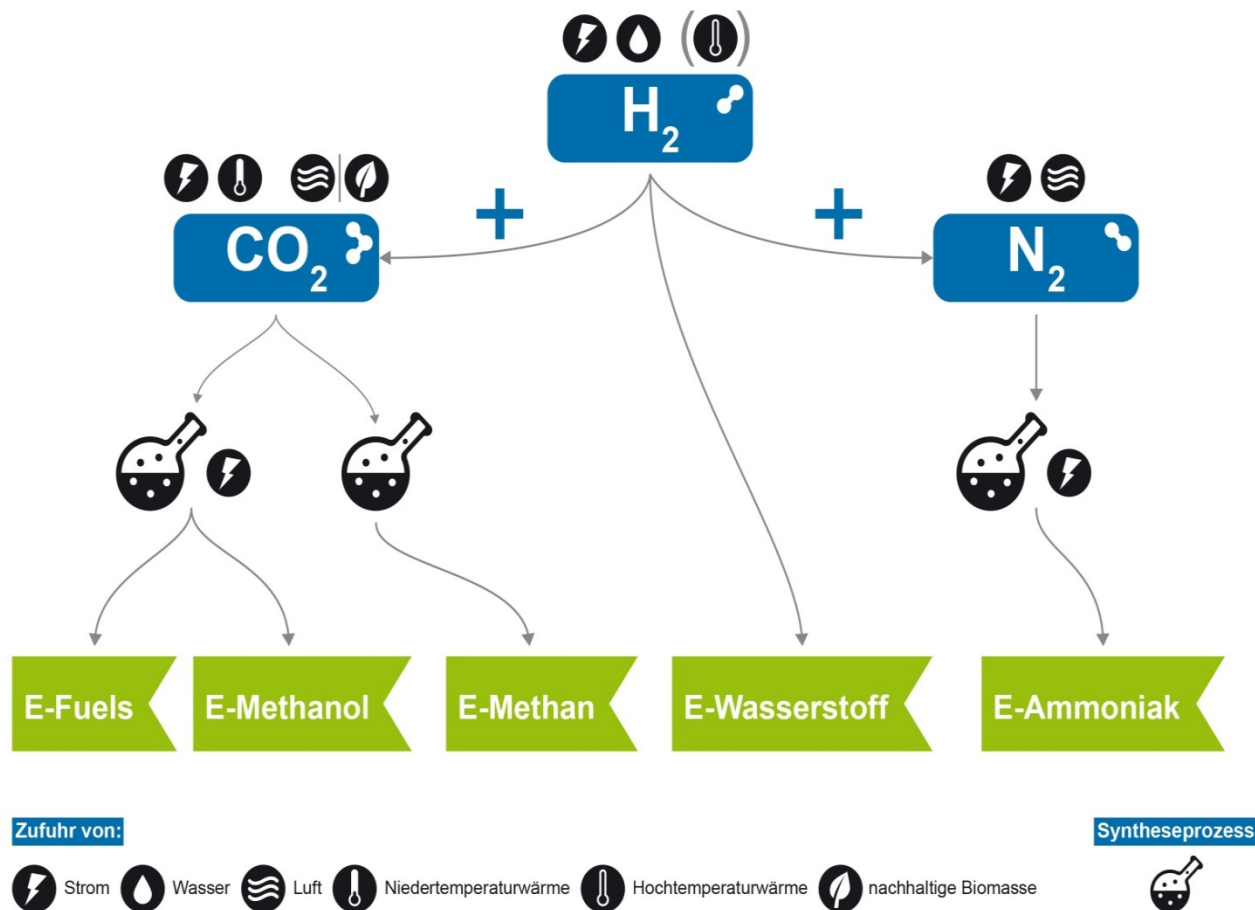 H2
CO2
N2
+
+
( )
E-Fuels
E-Methanol
E-Methan
E-Wasserstoff
E-Ammoniak
Zufuhr von:
Syntheseprozess
Strom
Wasser
Luft
Niedertemperaturwärme
Hochtemperaturwärme
nachhaltige Biomasse